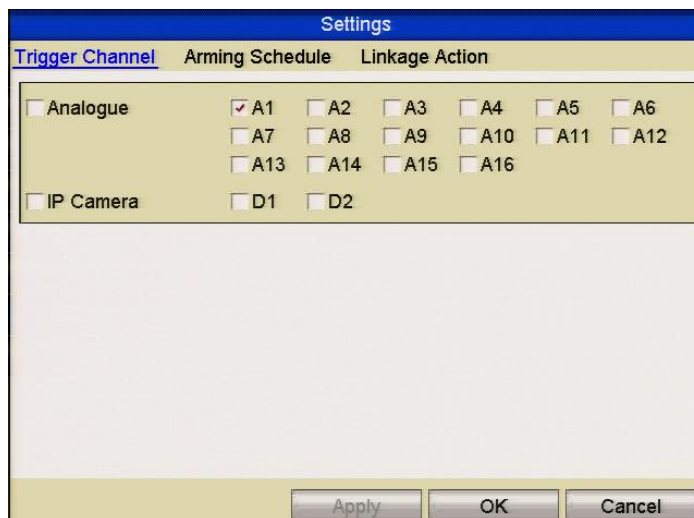 Settings
Trigger Channel Arming Schedule Linkage Action
Analogue A1 A2 A3 A4 A5 A6
A7 A8 A9 A10 A11 A12
A13 A14 A15 A16
IP Camera D1 D2
Apply OK Cancel